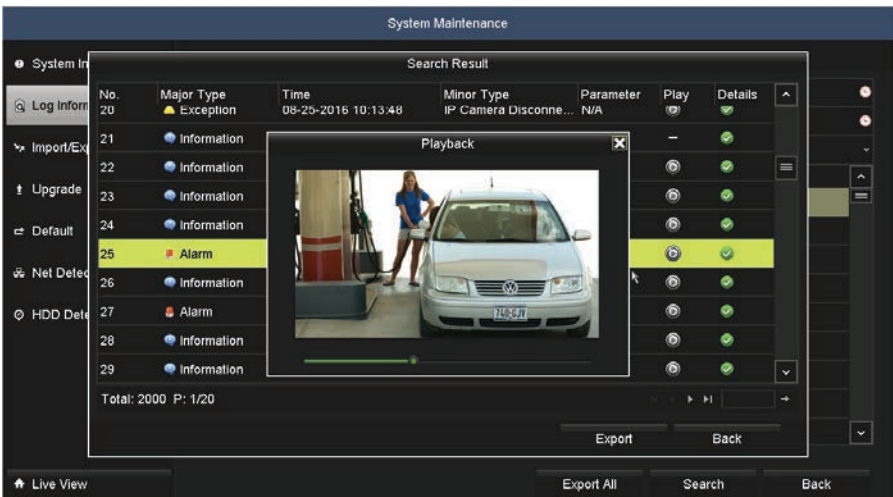 System Maintenance
System In
Search Result
No. Major Type Time Minor Type Parameter Play Details
20 Exception 08-25-2016 10:13:48 IP Camera Disconne... N/A
Log Inform
21 Information –
Playback
Import/Exp
22 Information
Upgrade
23 Information
24 Information
Default
25 Alarm
Net Detec
26 Information
27 Alarm
HDD Dete
28 Information
29 Information
Total: 2000 P: 1/20
Export Back
Live View Export All Search Back